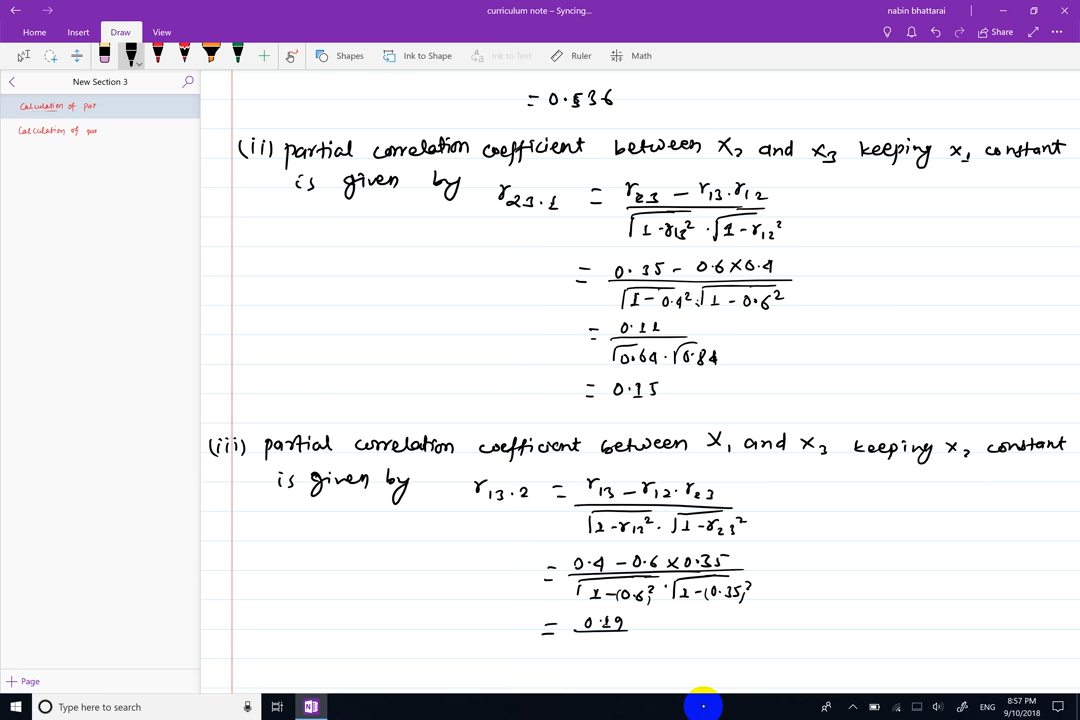 curriculum note – Syncing...
nabin bhattarai
Home Insert Draw View
Share
Shapes Ink to Shape Ink to Text Ruler Math
New Section 3
Calculation of par
Calculation of par
= 0.536
(ii) partial correlation coefficient between x₂ and x₃ keeping x₁ constant
is given by r₂₃.₁ = (r₂₃ – r₁₃.r₁₂) / (√1-r₁₃² . √1-r₁₂²)
= (0.35 - 0.6×0.4) / (√1-0.4² . √1-0.6²)
= 0.11 / (√0.64 . √0.84)
= 0.15
(iii) partial correlation coefficient between x₁ and x₃ keeping x₂ constant
is given by r₁₃.₂ = (r₁₃ – r₁₂.r₂₃) / (√1-r₁₂² . √1-r₂₃²)
= (0.4 – 0.6×0.35) / (√1-(0.6)² . √1-(0.35)²)
= 0.19
Page
Type here to search
ENG
8:57 PM
9/10/2018